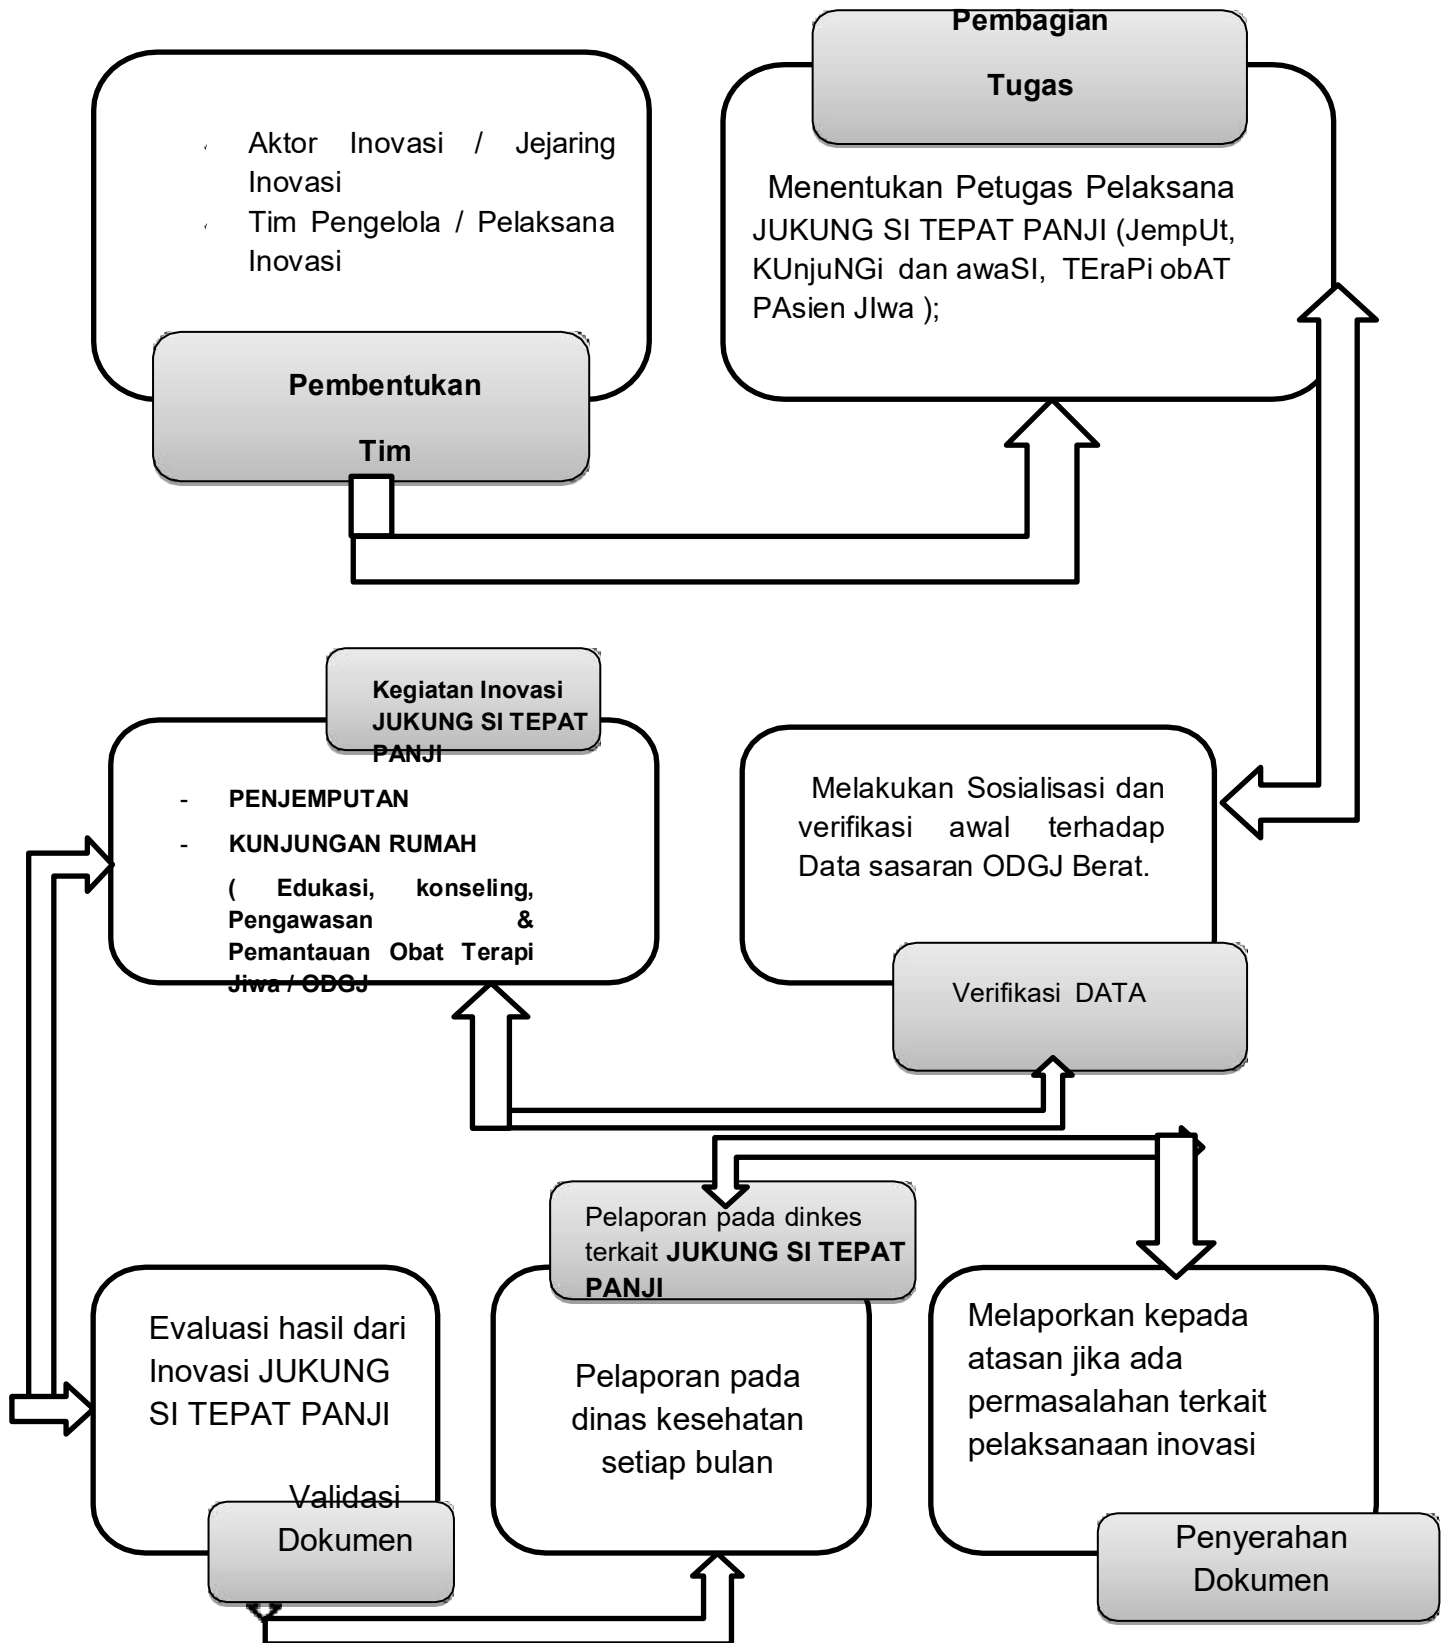 Pembagian
Tugas
Aktor Inovasi / Jejaring
Inovasi
Tim Pengelola / Pelaksana
Inovasi
Pembentukan
Tim
Menentukan Petugas Pelaksana
JUKUNG SI TEPAT PANJI (JempUt,
KUnjuNGi dan awaSI, TEraPi obAT
PAsien JIwa );
Kegiatan Inovasi
JUKUNG SI TEPAT
PANJI
- PENJEMPUTAN
- KUNJUNGAN RUMAH
( Edukasi, konseling,
Pengawasan &
Pemantauan Obat Terapi
Jiwa / ODGJ
Melakukan Sosialisasi dan
verifikasi awal terhadap
Data sasaran ODGJ Berat.
Verifikasi DATA
Evaluasi hasil dari
Inovasi JUKUNG
SI TEPAT PANJI
Validasi
Dokumen
Pelaporan pada dinkes
terkait JUKUNG SI TEPAT
PANJI
Pelaporan pada
dinas kesehatan
setiap bulan
Melaporkan kepada
atasan jika ada
permasalahan terkait
pelaksanaan inovasi
Penyerahan
Dokumen